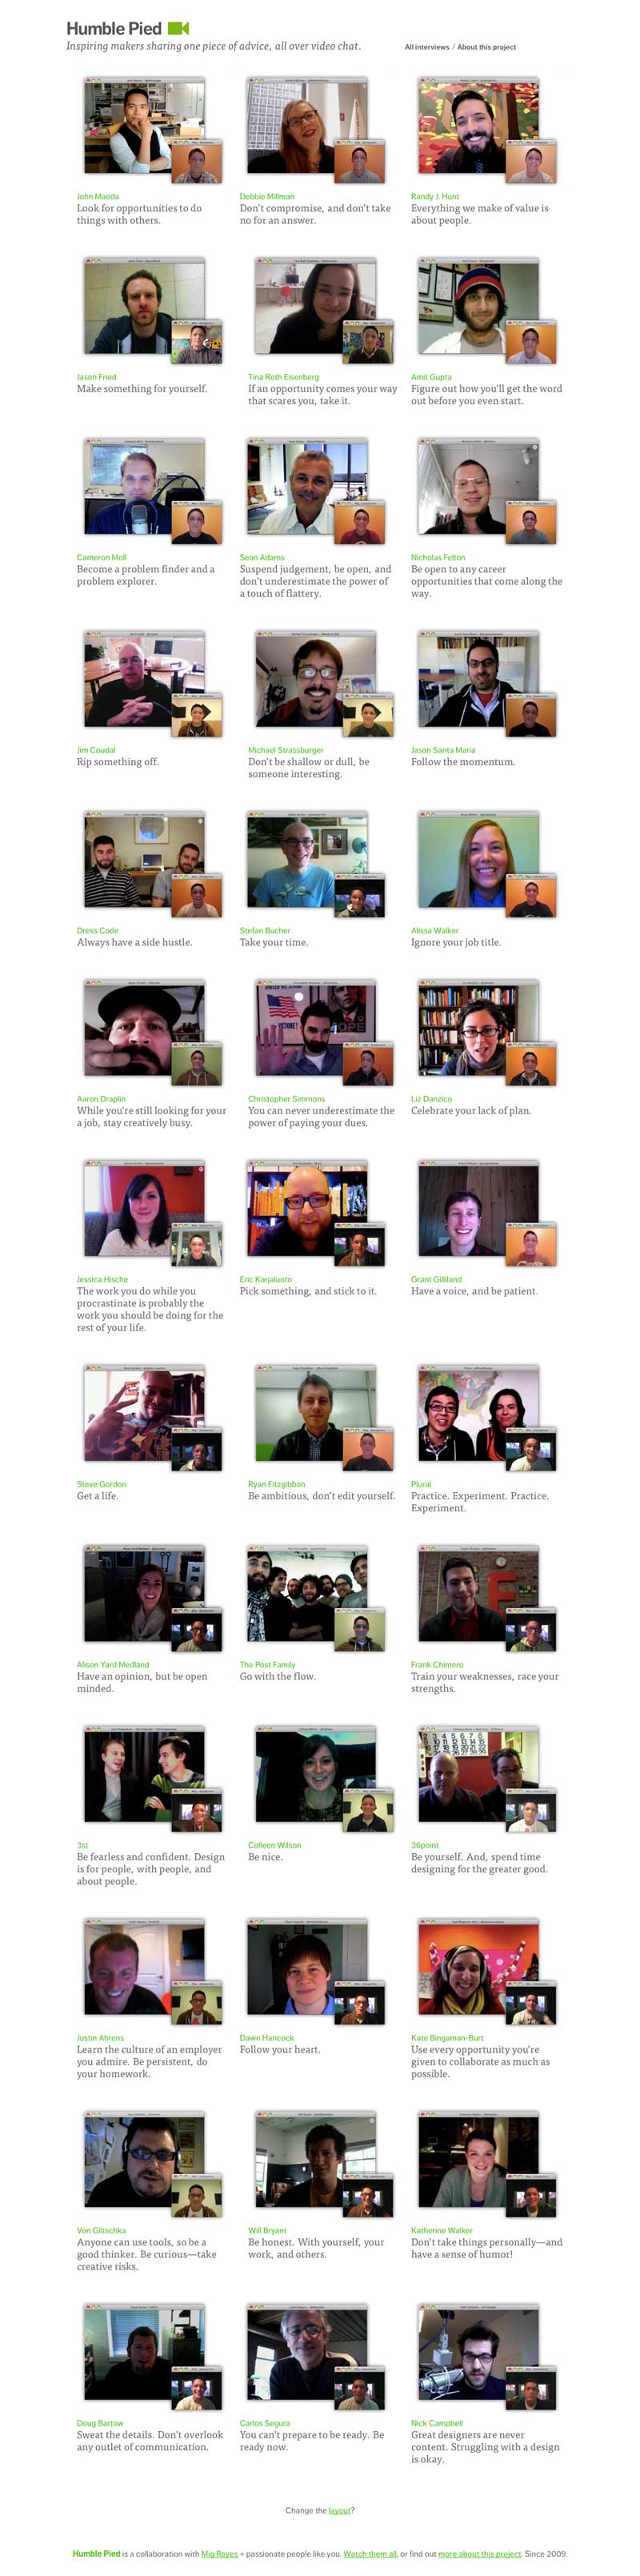 Humble Pied
Inspiring makers sharing one piece of advice, all over video chat.
All interviews / About this project
John Maeda
Look for opportunities to do
things with others.
Debbie Millman
Don't compromise, and don't take
no for an answer.
Randy J. Hunt
Everything we make of value is
about people.
Jason Fried
Make something for yourself.
Tina Roth Eisenberg
If an opportunity comes your way
that scares you, take it.
Amit Gupta
Figure out how you'll get the word
out before you even start.
Cameron Moll
Become a problem finder and a
problem explorer.
Sean Adams
Suspend judgement, be open, and
don't underestimate the power of
a touch of flattery.
Nicholas Felton
Be open to any career
opportunities that come along the
way.
Jim Coudal
Rip something off.
Michael Strassburger
Don't be shallow or dull, be
someone interesting.
Jason Santa Maria
Follow the momentum.
Dress Code
Always have a side hustle.
Stefan Bucher
Take your time.
Alissa Walker
Ignore your job title.
Aaron Draplin
While you're still looking for your
a job, stay creatively busy.
Christopher Simmons
You can never underestimate the
power of paying your dues.
Liz Danzico
Celebrate your lack of plan.
Jessica Hische
The work you do while you
procrastinate is probably the
work you should be doing for the
rest of your life.
Eric Karjaluoto
Pick something, and stick to it.
Grant Gilliland
Have a voice, and be patient.
Steve Gordon
Get a life.
Ryan Fitzgibbon
Be ambitious, don't edit yourself.
Plural
Practice. Experiment. Practice.
Experiment.
Alison Yard Medland
Have an opinion, but be open
minded.
The Post Family
Go with the flow.
Frank Chimero
Train your weaknesses, race your
strengths.
3st
Be fearless and confident. Design
is for people, with people, and
about people.
Colleen Wilson
Be nice.
36point
Be yourself. And, spend time
designing for the greater good.
Justin Ahrens
Learn the culture of an employer
you admire. Be persistent, do
your homework.
Dawn Hancock
Follow your heart.
Kate Bingaman-Burt
Use every opportunity you're
given to collaborate as much as
possible.
Von Glitschka
Anyone can use tools, so be a
good thinker. Be curious—take
creative risks.
Will Bryant
Be honest. With yourself, your
work, and others.
Katherine Walker
Don't take things personally—and
have a sense of humor!
Doug Bartow
Sweat the details. Don't overlook
any outlet of communication.
Carlos Segura
You can't prepare to be ready. Be
ready now.
Nick Campbell
Great designers are never
content. Struggling with a design
is okay.
Change the layout?
Humble Pied is a collaboration with Mig Reyes + passionate people like you. Watch them all, or find out more about this project. Since 2009.